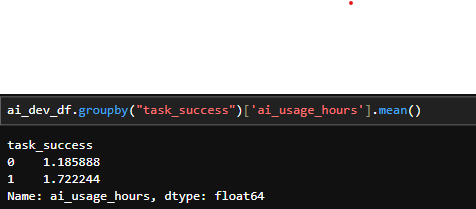 ai_dev_df.groupby("task_success")['ai_usage_hours'].mean()
task_success
0    1.185888
1    1.722244
Name: ai_usage_hours, dtype: float64